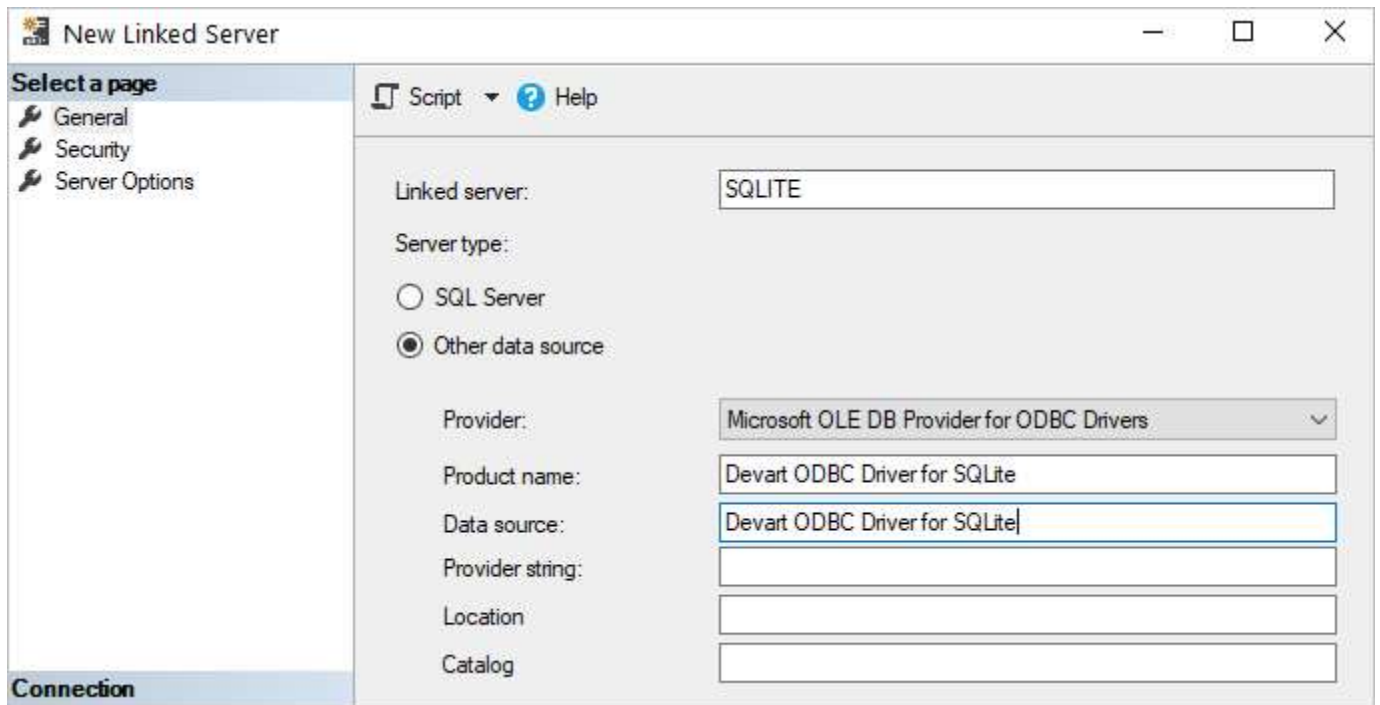 New Linked Server
Select a page
General
Security
Server Options
Connection
Script Help
Linked server: SQLITE
Server type:
SQL Server
Other data source
Provider: Microsoft OLE DB Provider for ODBC Drivers
Product name: Devart ODBC Driver for SQLite
Data source: Devart ODBC Driver for SQLite
Provider string:
Location
Catalog